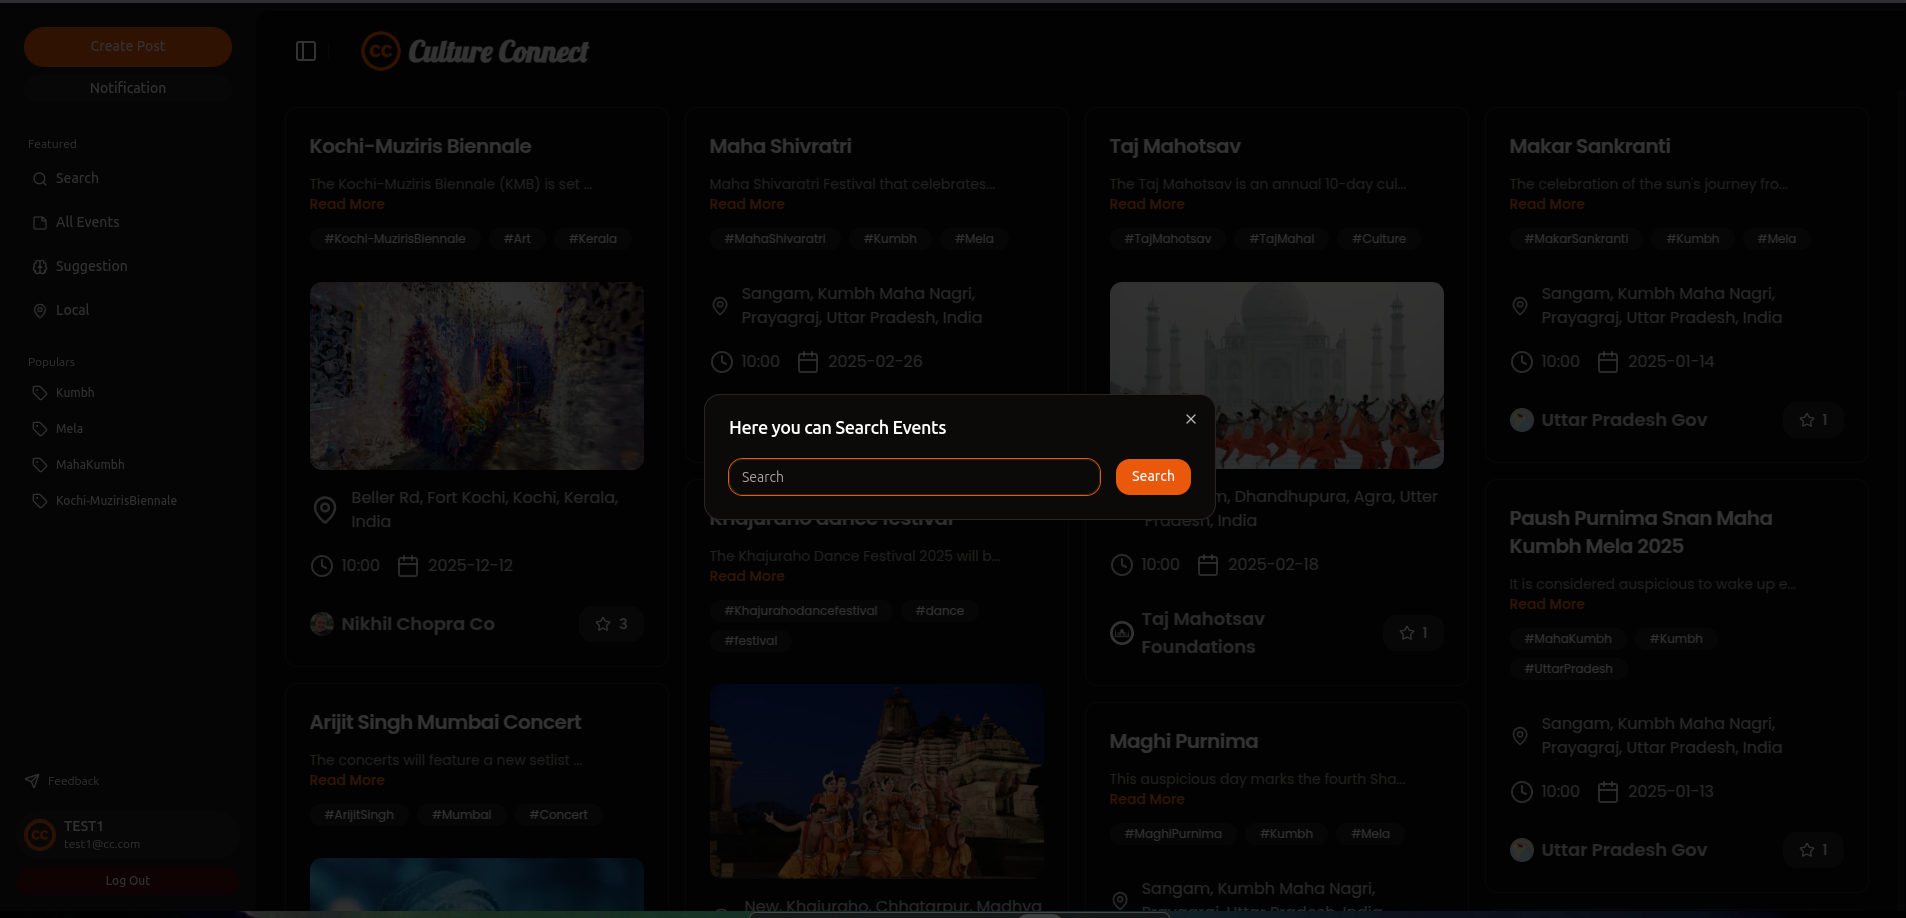 Create Post
Notification
Featured
Search
All Events
Suggestion
Local
Populars
Kumbh
Mela
MahaKumbh
Kochi-MuzirisBiennale
Feedback
CC
TEST1
test1@cc.com
Log Out
CC Culture Connect
Kochi-Muziris Biennale
The Kochi-Muziris Biennale (KMB) is set ...
Read More
#Kochi-MuzirisBiennale #Art #Kerala
Beller Rd, Fort Kochi, Kochi, Kerala,
India
10:00 2025-12-12
Nikhil Chopra Co 3
Arijit Singh Mumbai Concert
The concerts will feature a new setlist ...
Read More
#ArijitSingh #Mumbai #Concert
Maha Shivratri
Maha Shivaratri Festival that celebrates...
Read More
#MahaShivaratri #Kumbh #Mela
Sangam, Kumbh Maha Nagri,
Prayagraj, Uttar Pradesh, India
10:00 2025-02-26
Here you can Search Events
Search
Search
Khajuraho dance festival
The Khajuraho Dance Festival 2025 will b...
Read More
#Khajurahodancefestival #dance
#festival
New, Khajuraho, Chhatarpur, Madhya
Taj Mahotsav
The Taj Mahotsav is an annual 10-day cul...
Read More
#TajMahotsav #TajMahal #Culture
Dhandhupura, Agra, Utter
Pradesh, India
10:00 2025-02-18
Taj Mahotsav
Foundations 1
Maghi Purnima
This auspicious day marks the fourth Sha...
Read More
#MaghiPurnima #Kumbh #Mela
Sangam, Kumbh Maha Nagri,
Prayagraj, Uttar Pradesh, India
Makar Sankranti
The celebration of the sun's journey fro...
Read More
#MakarSankranti #Kumbh #Mela
Sangam, Kumbh Maha Nagri,
Prayagraj, Uttar Pradesh, India
10:00 2025-01-14
Uttar Pradesh Gov 1
Paush Purnima Snan Maha
Kumbh Mela 2025
It is considered auspicious to wake up e...
Read More
#MahaKumbh #Kumbh
#UttarPradesh
Sangam, Kumbh Maha Nagri,
Prayagraj, Uttar Pradesh, India
10:00 2025-01-13
Uttar Pradesh Gov 1